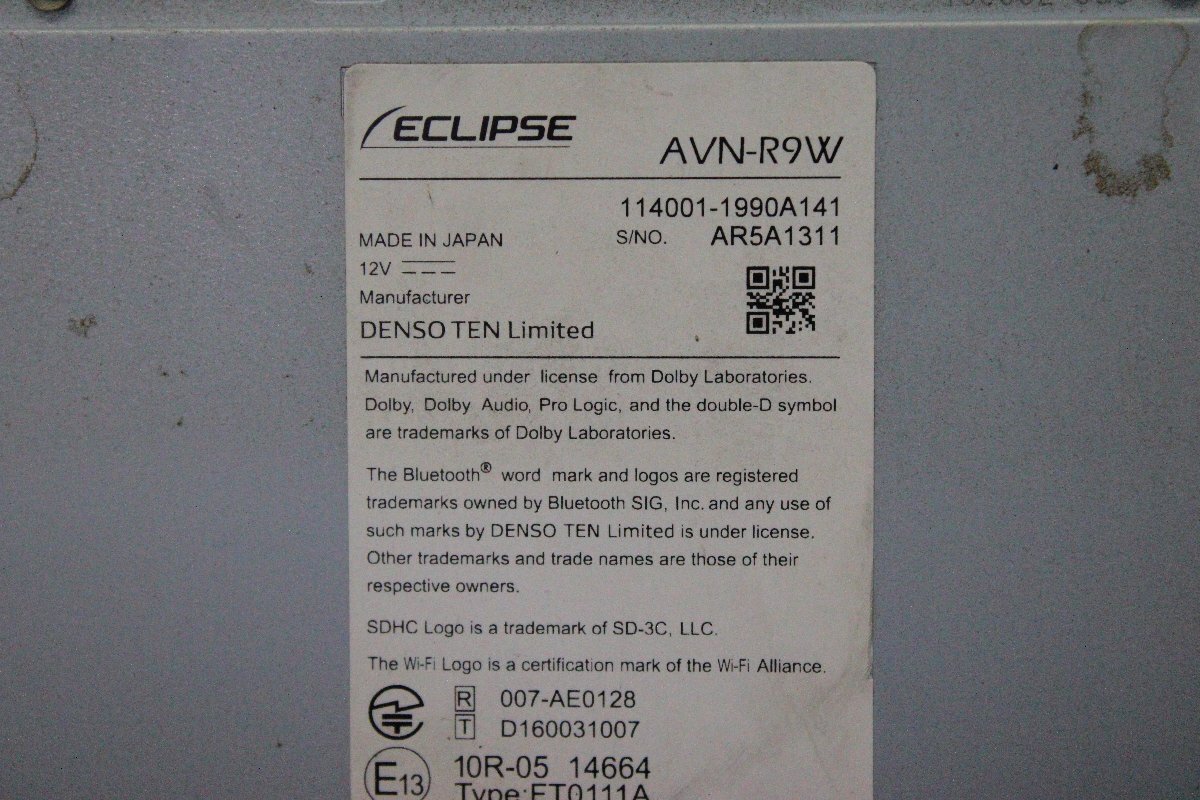 ECLIPSE
AVN-R9W
114001-1990A141
MADE IN JAPAN
S/NO. AR5A1311
12V
Manufacturer
DENSO TEN Limited
Manufactured under license from Dolby Laboratories.
Dolby, Dolby Audio, Pro Logic, and the double-D symbol
are trademarks of Dolby Laboratories.
The Bluetooth® word mark and logos are registered
trademarks owned by Bluetooth SIG, Inc. and any use of
such marks by DENSO TEN Limited is under license.
Other trademarks and trade names are those of their
respective owners.
SDHC Logo is a trademark of SD-3C, LLC.
The Wi-Fi Logo is a certification mark of the Wi-Fi Alliance.
R 007-AE0128
T D160031007
E13 10R-05 14664
Type:ET0111A